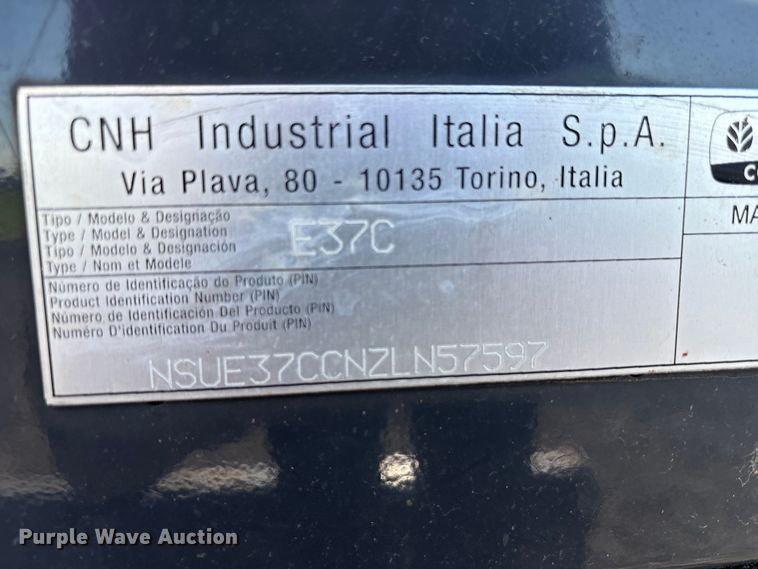 CNH Industrial Italia S.p.A.
Via Plava, 80 - 10135 Torino, Italia
Tipo / Modelo & Designação
Type / Model & Designation
Tipo / Modelo & Designación
Type / Nom et Modele
E37C
Número de Identificação do Produto (PIN)
Product Identification Number (PIN)
Número de Identificación Del Producto (PIN)
Numéro D'identification Du Produit (PIN)
NSUE37CCNZLN57597
MA
Purple Wave Auction